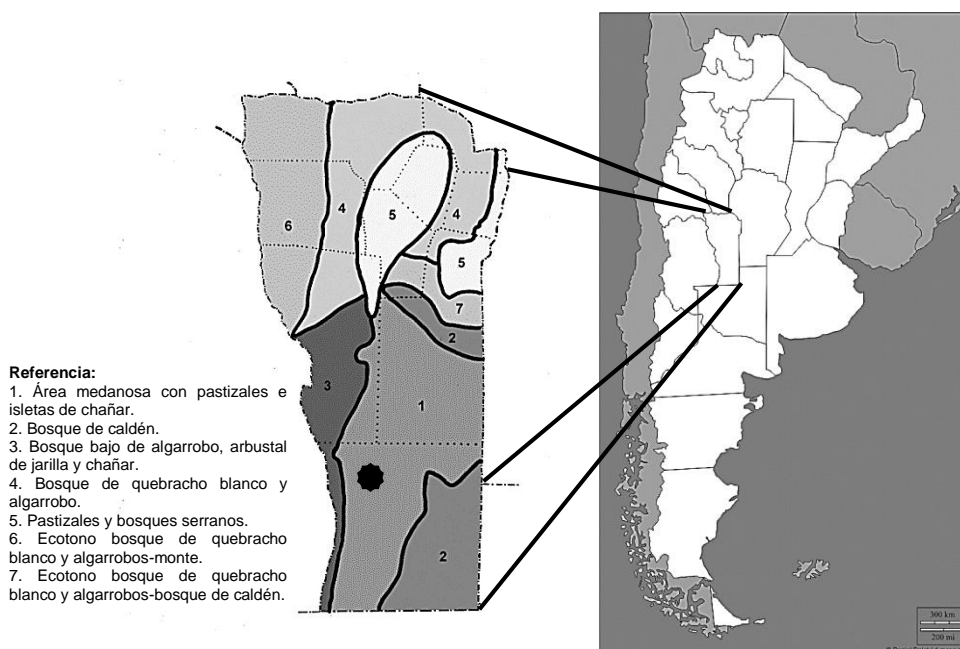 6
4
5
4
5
7
2
3
1
2
Referencia:
1. Área medanosa con pastizales e
isletas de chañar.
2. Bosque de caldén.
3. Bosque bajo de algarrobo, arbustal
de jarilla y chañar.
4. Bosque de quebracho blanco y
algarrobo.
5. Pastizales y bosques serranos.
6. Ecotono bosque de quebracho
blanco y algarrobos-monte.
7. Ecotono bosque de quebracho
blanco y algarrobos-bosque de caldén.
300 km
200 mi